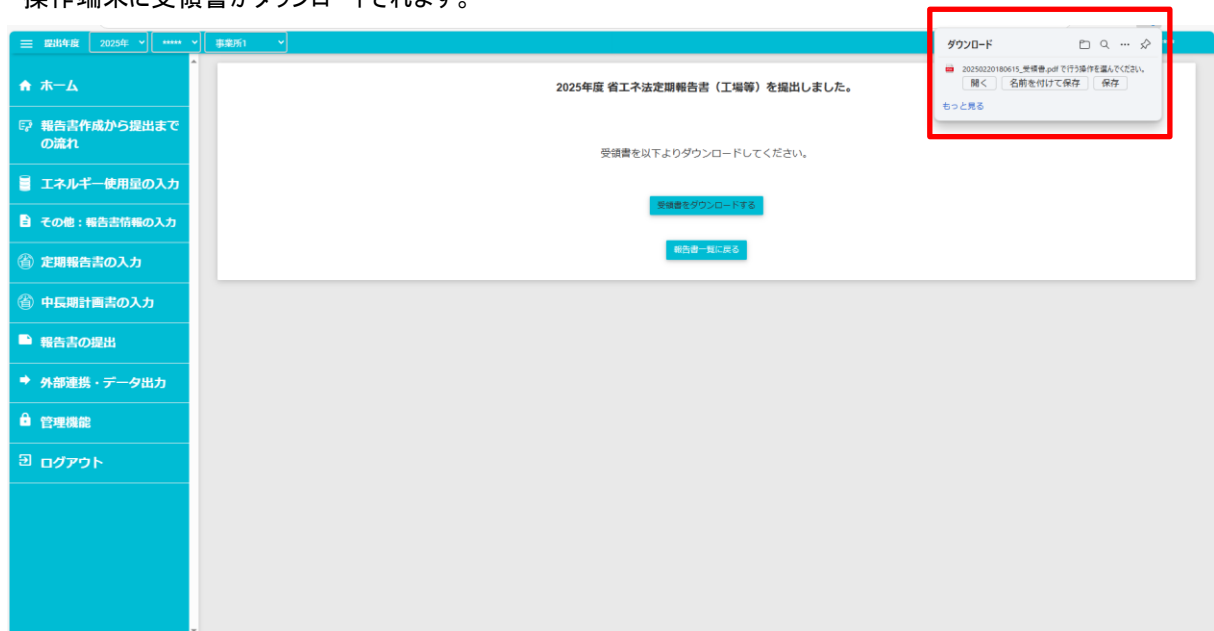 操作端末に受領書がダウンロードされます。
提出年度 2025年 ***** 事業所1
ホーム
報告書作成から提出まで
の流れ
エネルギー使用量の入力
その他：報告書情報の入力
定期報告書の入力
中長期計画書の入力
報告書の提出
外部連携・データ出力
管理機能
ログアウト
2025年度 省エネ法定期報告書（工場等）を提出しました。
受領書を以下よりダウンロードしてください。
受領書をダウンロードする
報告書一覧に戻る
ダウンロード
20250220180615_受領書.pdf で行う操作を選んでください。
開く 名前を付けて保存 保存
もっと見る